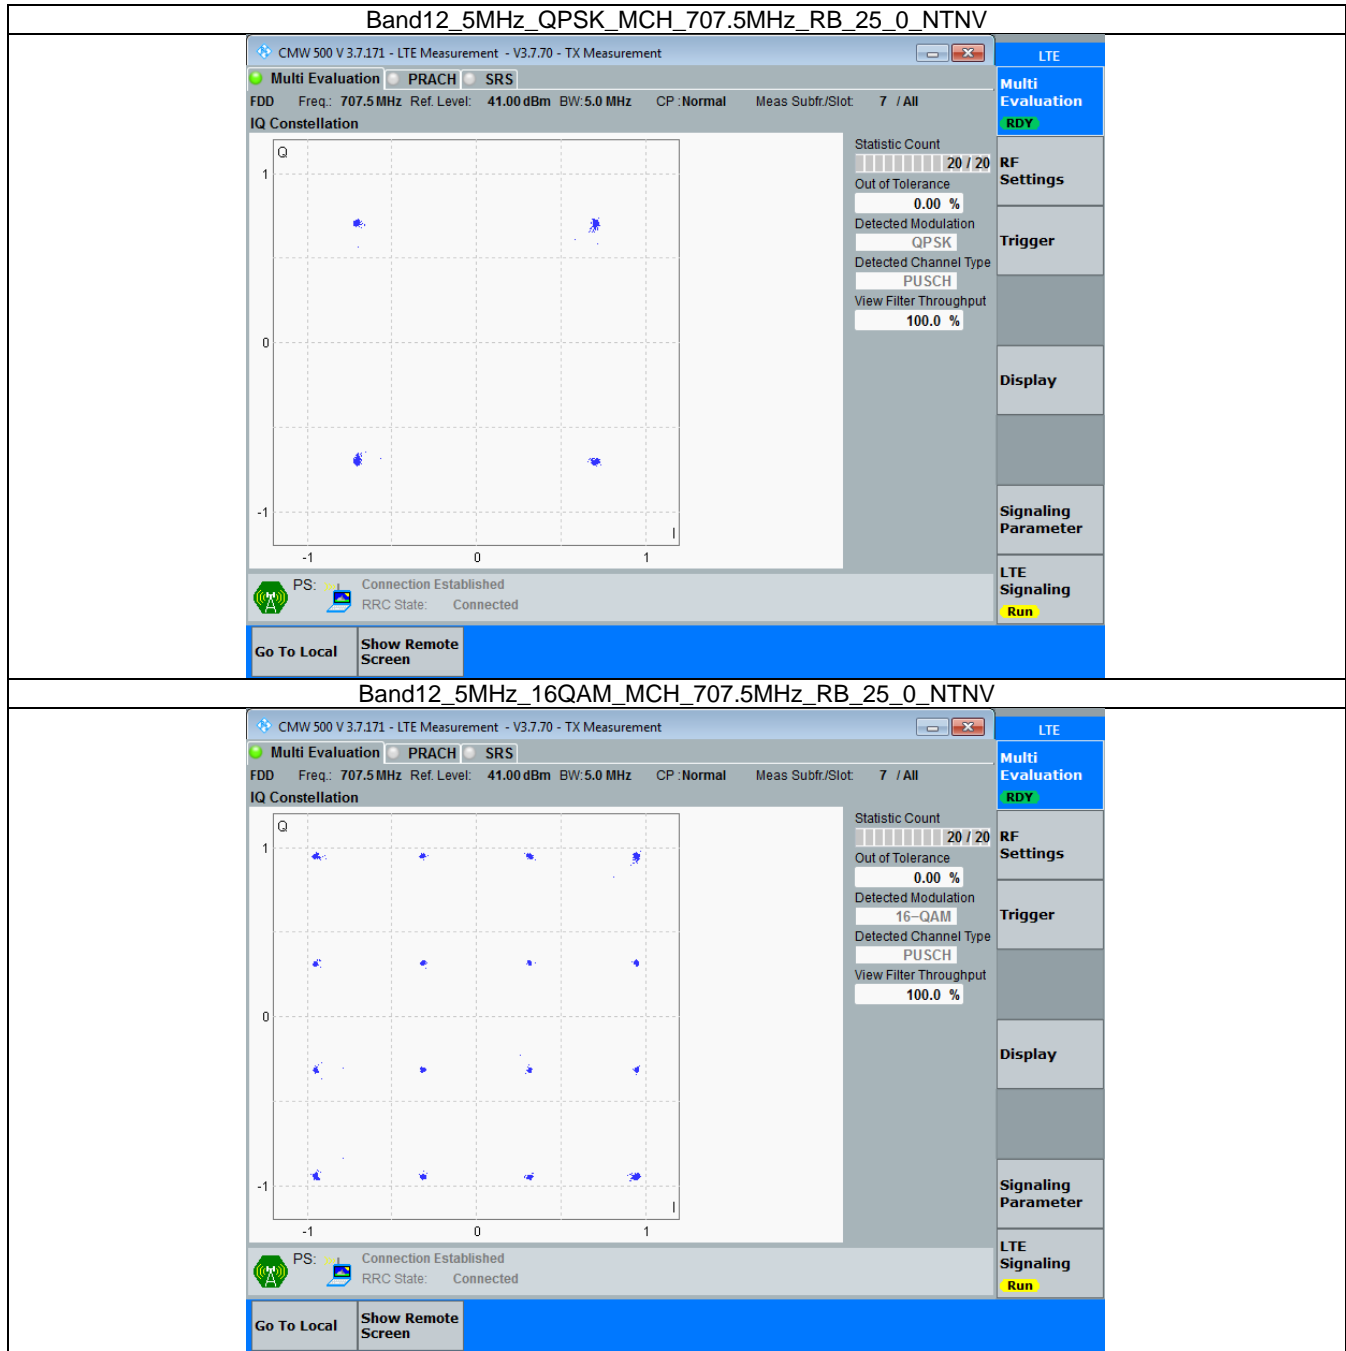 Band12_5MHz_QPSK_MCH_707.5MHz_RB_25_0_NTNV
CMW 500 V 3.7.171 - LTE Measurement - V3.7.70 - TX Measurement
LTE
Multi Evaluation PRACH SRS
Multi
Evaluation
RDY
FDD Freq.: 707.5 MHz Ref. Level: 41.00 dBm BW: 5.0 MHz CP : Normal Meas Subfr./Slot: 7 / All
IQ Constellation
Q
1
0
-1
-1 0 1
I
Statistic Count
20 / 20
Out of Tolerance
0.00 %
Detected Modulation
QPSK
Detected Channel Type
PUSCH
View Filter Throughput
100.0 %
RF
Settings
Trigger
Display
Signaling
Parameter
LTE
Signaling
Run
PS: Connection Established
RRC State: Connected
Go To Local
Show Remote
Screen
Band12_5MHz_16QAM_MCH_707.5MHz_RB_25_0_NTNV
CMW 500 V 3.7.171 - LTE Measurement - V3.7.70 - TX Measurement
LTE
Multi Evaluation PRACH SRS
Multi
Evaluation
RDY
FDD Freq.: 707.5 MHz Ref. Level: 41.00 dBm BW: 5.0 MHz CP : Normal Meas Subfr./Slot: 7 / All
IQ Constellation
Q
1
0
-1
-1 0 1
I
Statistic Count
20 / 20
Out of Tolerance
0.00 %
Detected Modulation
16-QAM
Detected Channel Type
PUSCH
View Filter Throughput
100.0 %
RF
Settings
Trigger
Display
Signaling
Parameter
LTE
Signaling
Run
PS: Connection Established
RRC State: Connected
Go To Local
Show Remote
Screen